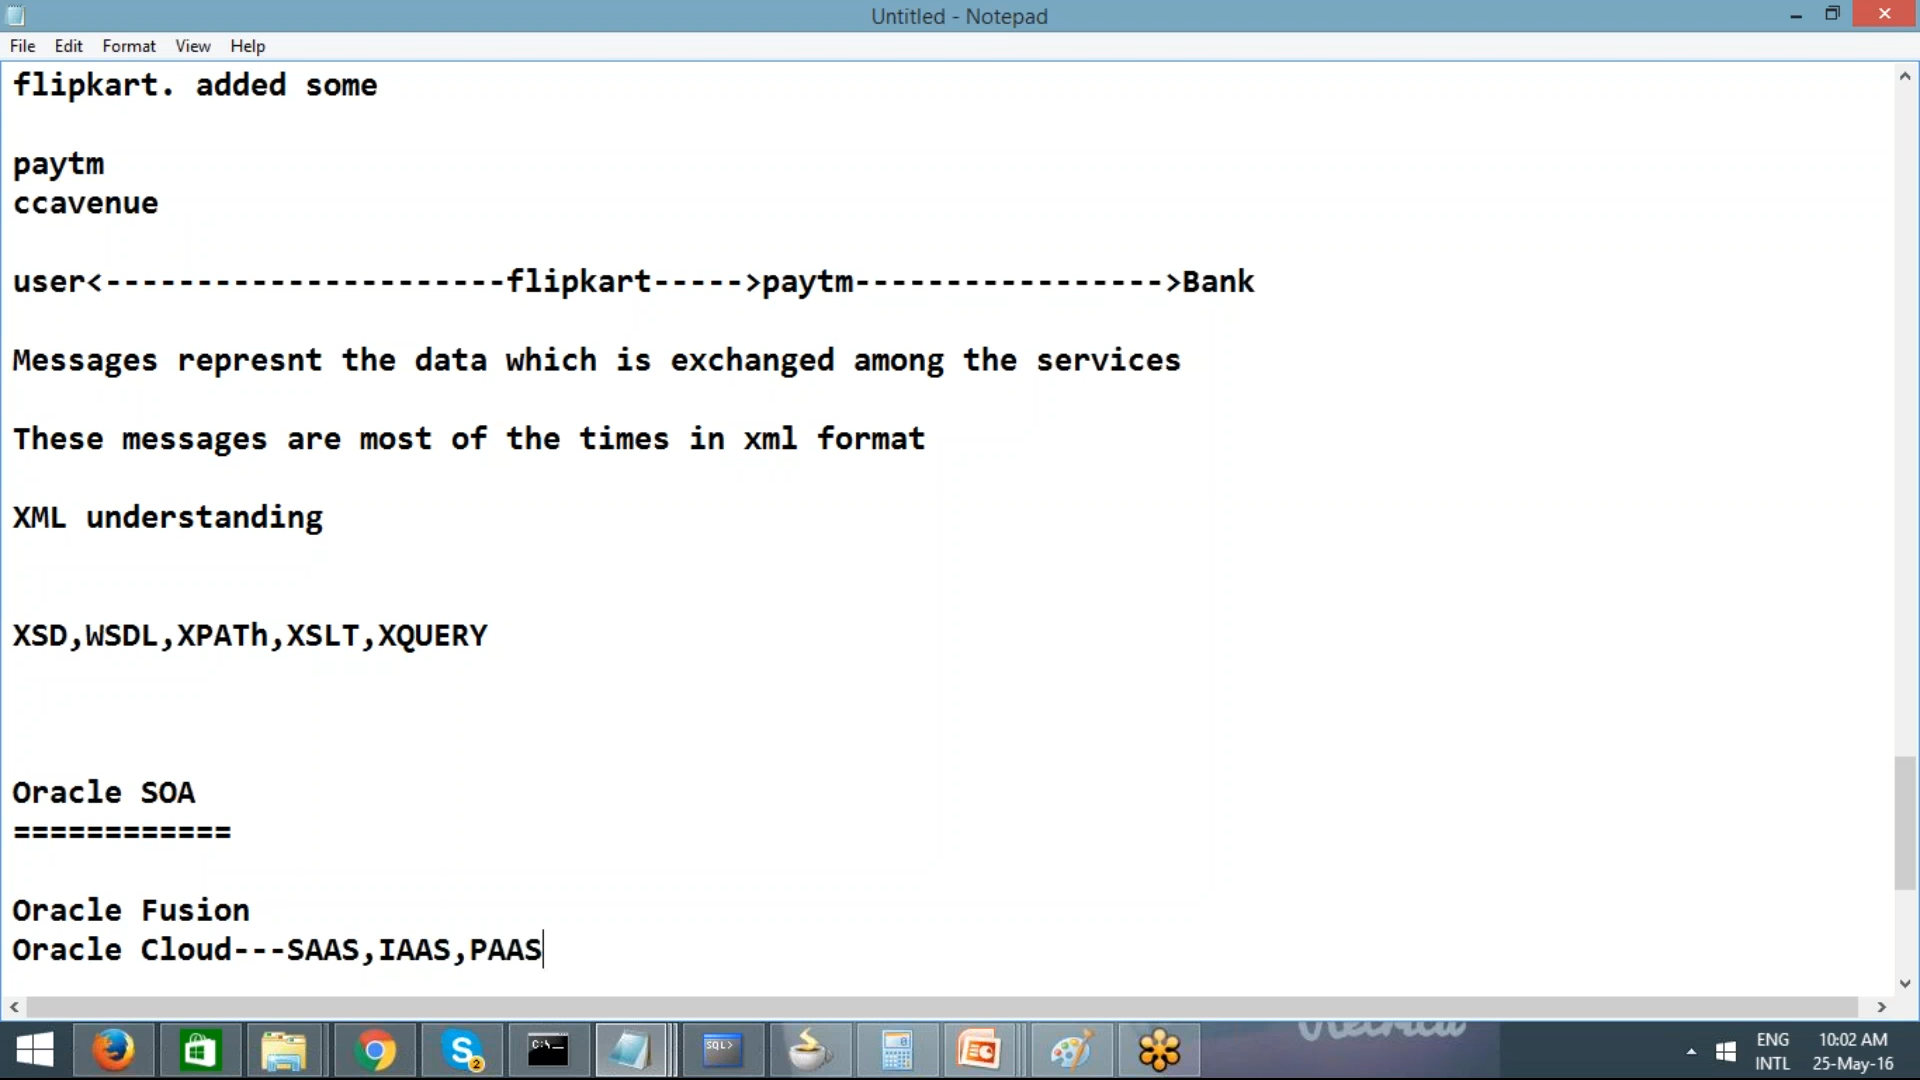 Untitled - Notepad
File Edit Format View Help
flipkart. added some
paytm
ccavenue
user<----------------------flipkart----->paytm----------------->Bank
Messages represnt the data which is exchanged among the services
These messages are most of the times in xml format
XML understanding
XSD,WSDL,XPATh,XSLT,XQUERY
Oracle SOA
============
Oracle Fusion
Oracle Cloud---SAAS,IAAS,PAAS
ENG 10:02 AM
INTL 25-May-16